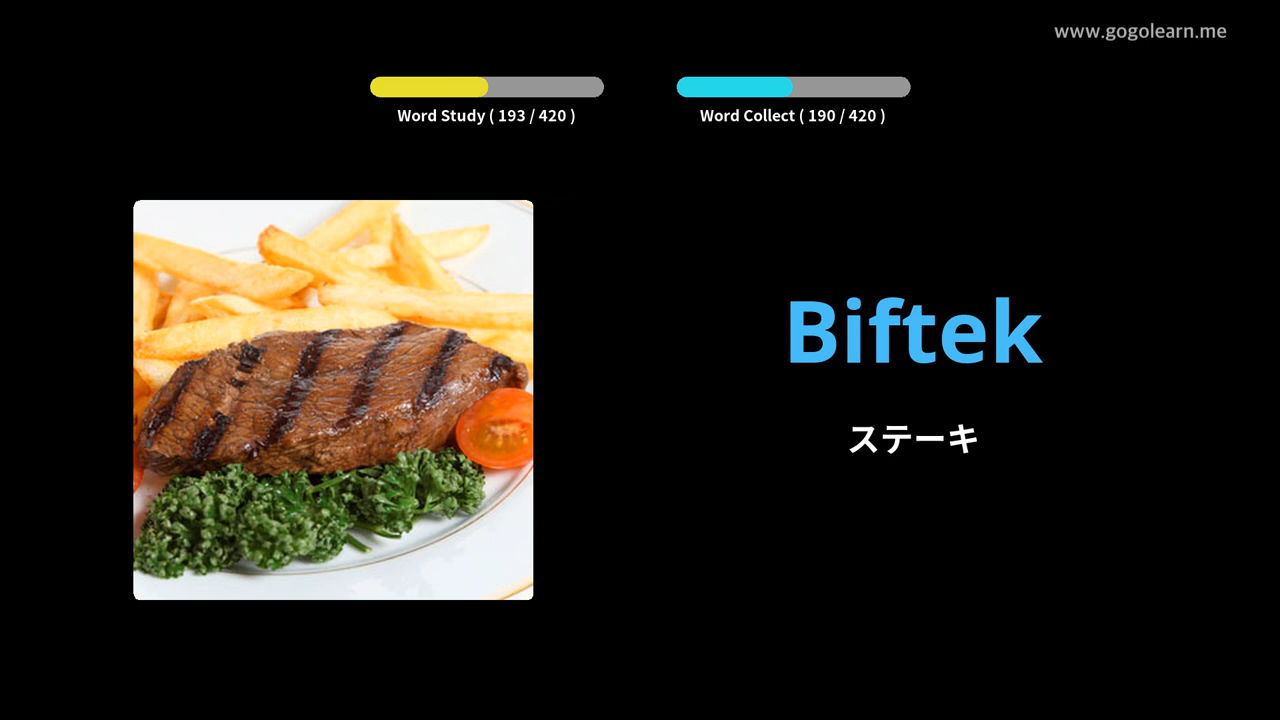 www.gogolearn.me
Word Study ( 193 / 420 )
Word Collect ( 190 / 420 )
Biftek
ステーキ